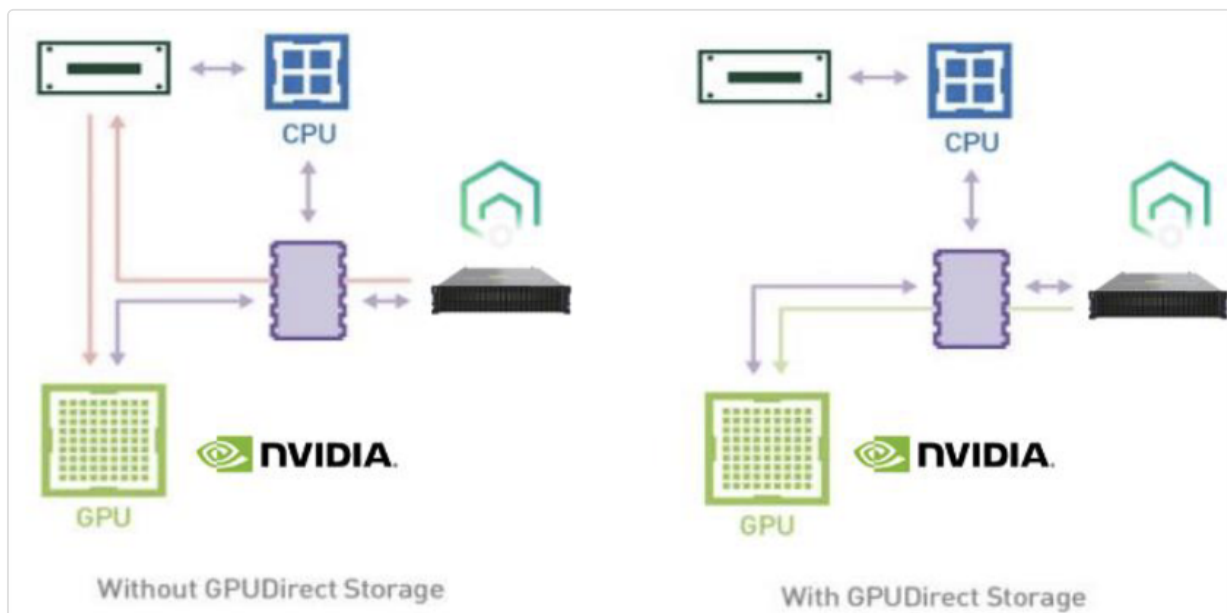 CPU
CPU
NVIDIA.
NVIDIA.
GPU
GPU
Without GPUDirect Storage
With GPUDirect Storage